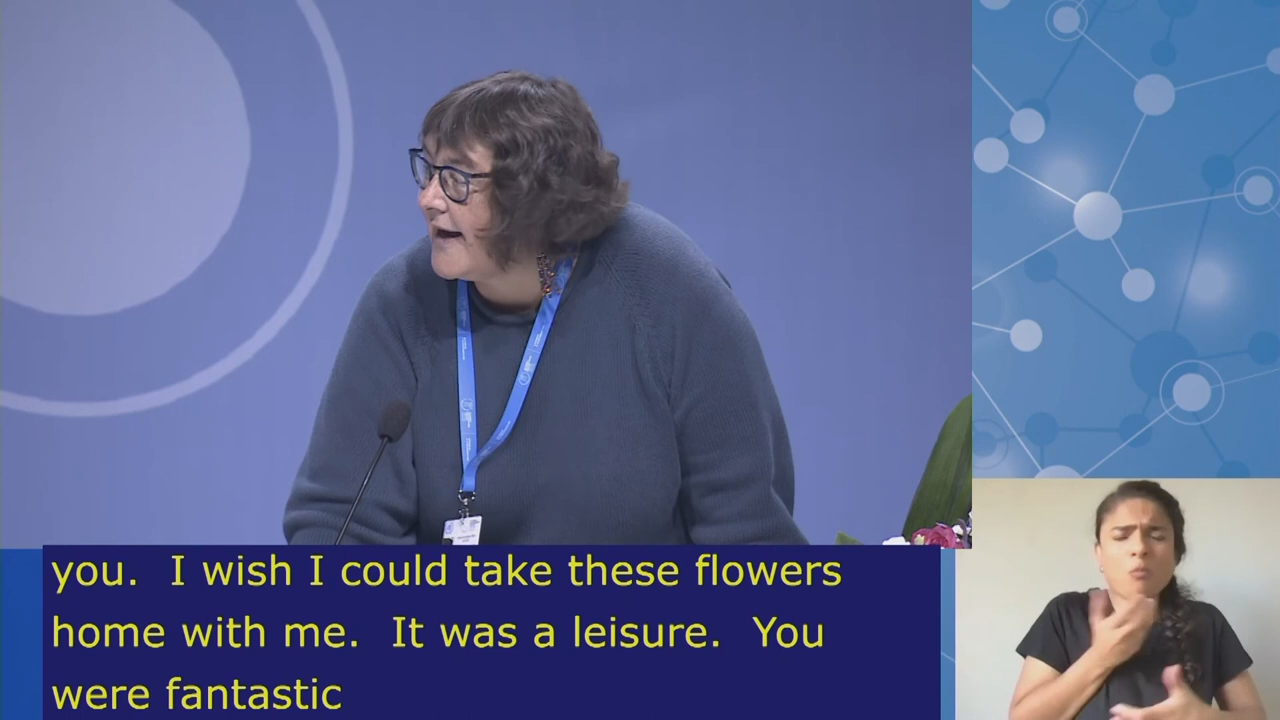 you.  I wish I could take these flowers
home with me.  It was a leisure.  You
were fantastic